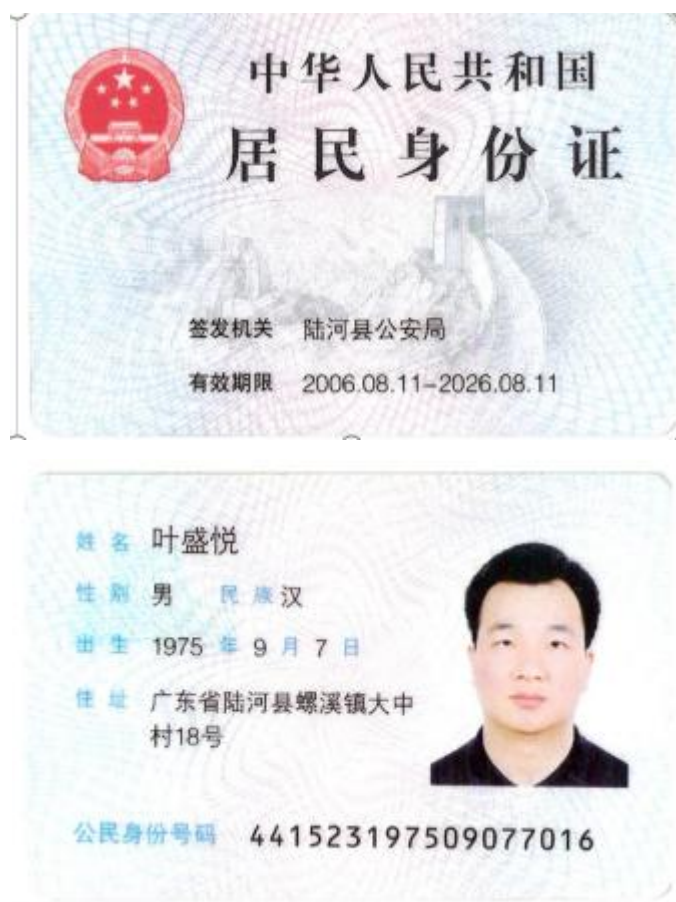 中华人民共和国
居民身份证
签发机关 陆河县公安局
有效期限 2006.08.11-2026.08.11
姓名 叶盛悦
性别 男 民族 汉
出生 1975 年 9 月 7 日
住址 广东省陆河县螺溪镇大中
村18号
公民身份号码 441523197509077016